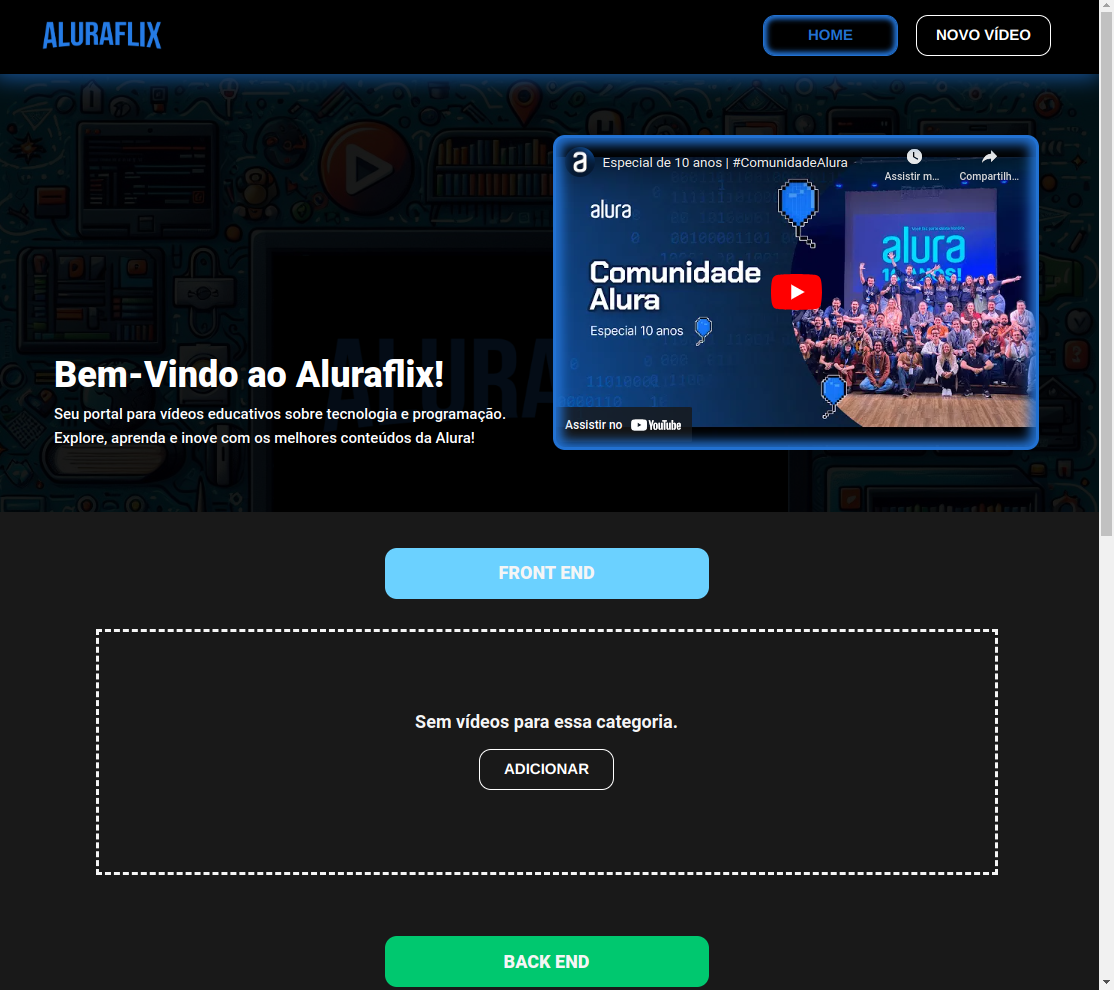 ALURAFLIX
HOME
NOVO VÍDEO
Especial de 10 anos | #ComunidadeAlura -
Assistir m...
Compartilh...
alura
alura
10 ANOS!
Comunidade
Alura
Especial 10 anos
Bem-Vindo ao Aluraflix!
Seu portal para vídeos educativos sobre tecnologia e programação.
Explore, aprenda e inove com os melhores conteúdos da Alura!
Assistir no YouTube
FRONT END
Sem vídeos para essa categoria.
ADICIONAR
BACK END